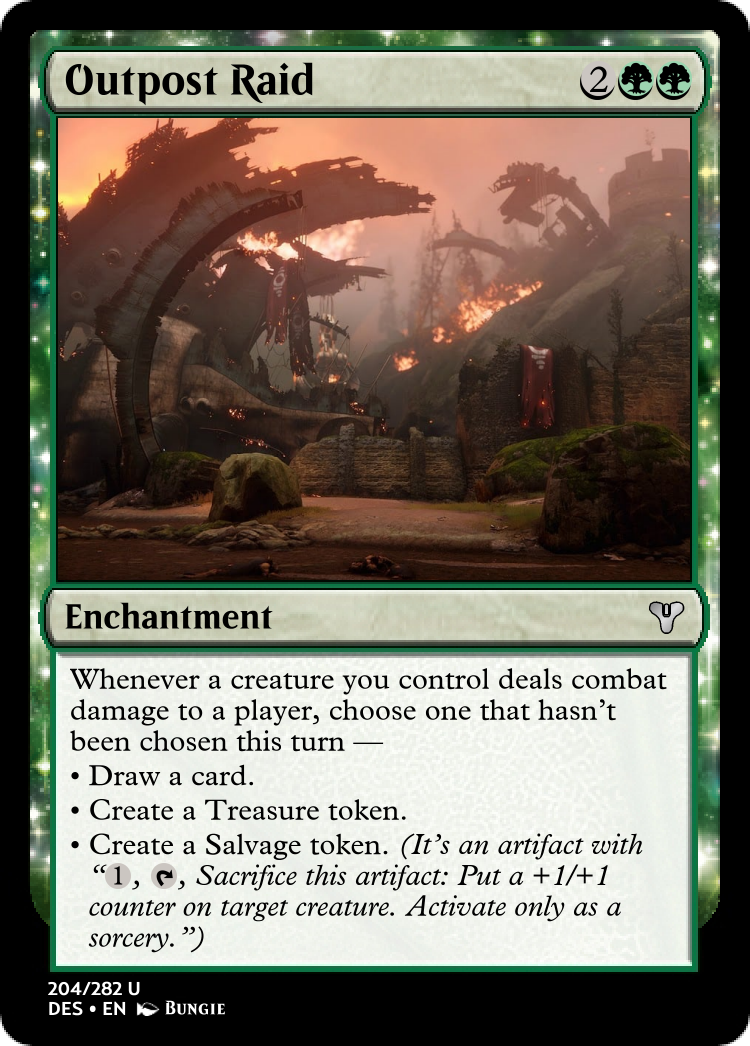 Outpost Raid 2
Enchantment
Whenever a creature you control deals combat
damage to a player, choose one that hasn't
been chosen this turn —
• Draw a card.
• Create a Treasure token.
• Create a Salvage token. (It's an artifact with
"1, , Sacrifice this artifact: Put a +1/+1
counter on target creature. Activate only as a
sorcery.")
204/282 U
DES • EN Bungie